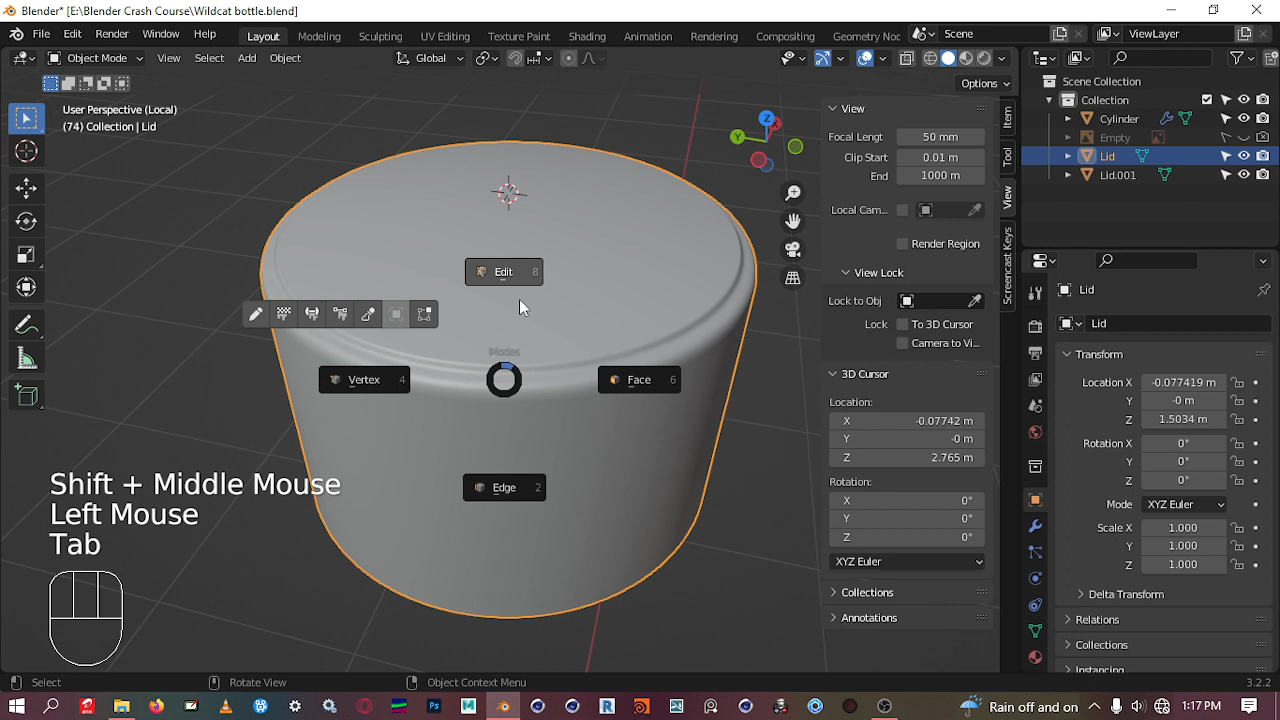 Blender* [E:\Blender Crash Course\Wildcat bottle.blend]
File Edit Render Window Help Layout Modeling Sculpting UV Editing Texture Paint Shading Animation Rendering Compositing Geometry Noc Scene ViewLayer
Object Mode View Select Add Object Global
Options
User Perspective (Local)
(74) Collection | Lid
Z
X
Y
Edit 8
Modes
Vertex 4
Face 6
Edge 2
Shift + Middle Mouse
Left Mouse
Tab
View
Focal Lengt 50 mm
Clip Start 0.01 m
End 1000 m
Local Cam...
Render Region
View Lock
Lock to Obj
Lock To 3D Cursor
Camera to Vi...
3D Cursor
Location:
X -0.07742 m
Y -0 m
Z 2.765 m
Rotation:
X 0°
Y 0°
Z 0°
XYZ Euler
Collections
Annotations
Item
Tool
View
Screencast Keys
Scene Collection
Collection
Cylinder
Empty
Lid
Lid.001
Lid
Lid
Transform
Location X -0.077419 m
Y -0 m
Z 1.5034 m
Rotation X 0°
Y 0°
Z 0°
Mode XYZ Euler
Scale X 1.000
Y 1.000
Z 1.000
Delta Transform
Relations
Collections
Instancing
Select Rotate View Object Context Menu 3.2.2
Rain off and on 1:17 PM